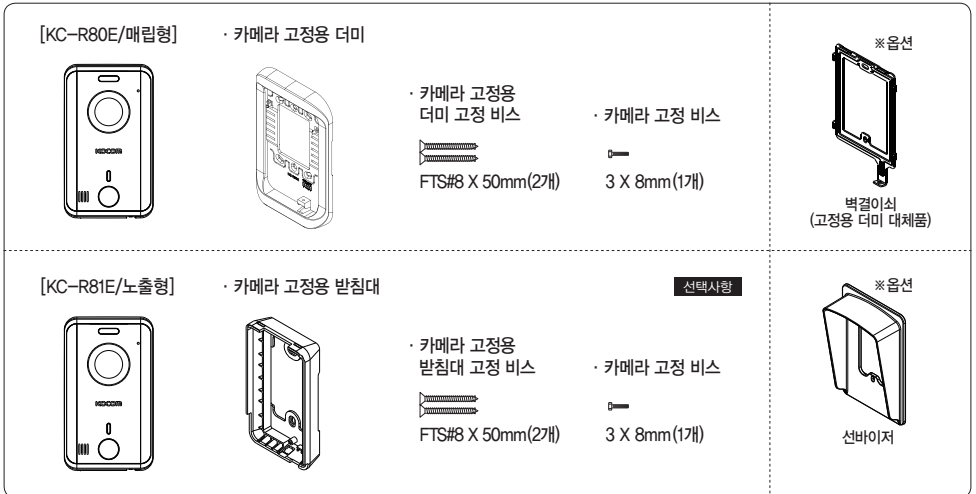 [KC-R80E/매립형]
· 카메라 고정용 더미
KOCOM
· 카메라 고정용
더미 고정 비스
FTS#8 X 50mm(2개)
· 카메라 고정 비스
3 X 8mm(1개)
※옵션
벽결이쇠
(고정용 더미 대체품)
[KC-R81E/노출형]
· 카메라 고정용 받침대
KOCOM
선택사항
· 카메라 고정용
받침대 고정 비스
FTS#8 X 50mm(2개)
· 카메라 고정 비스
3 X 8mm(1개)
※옵션
선바이저